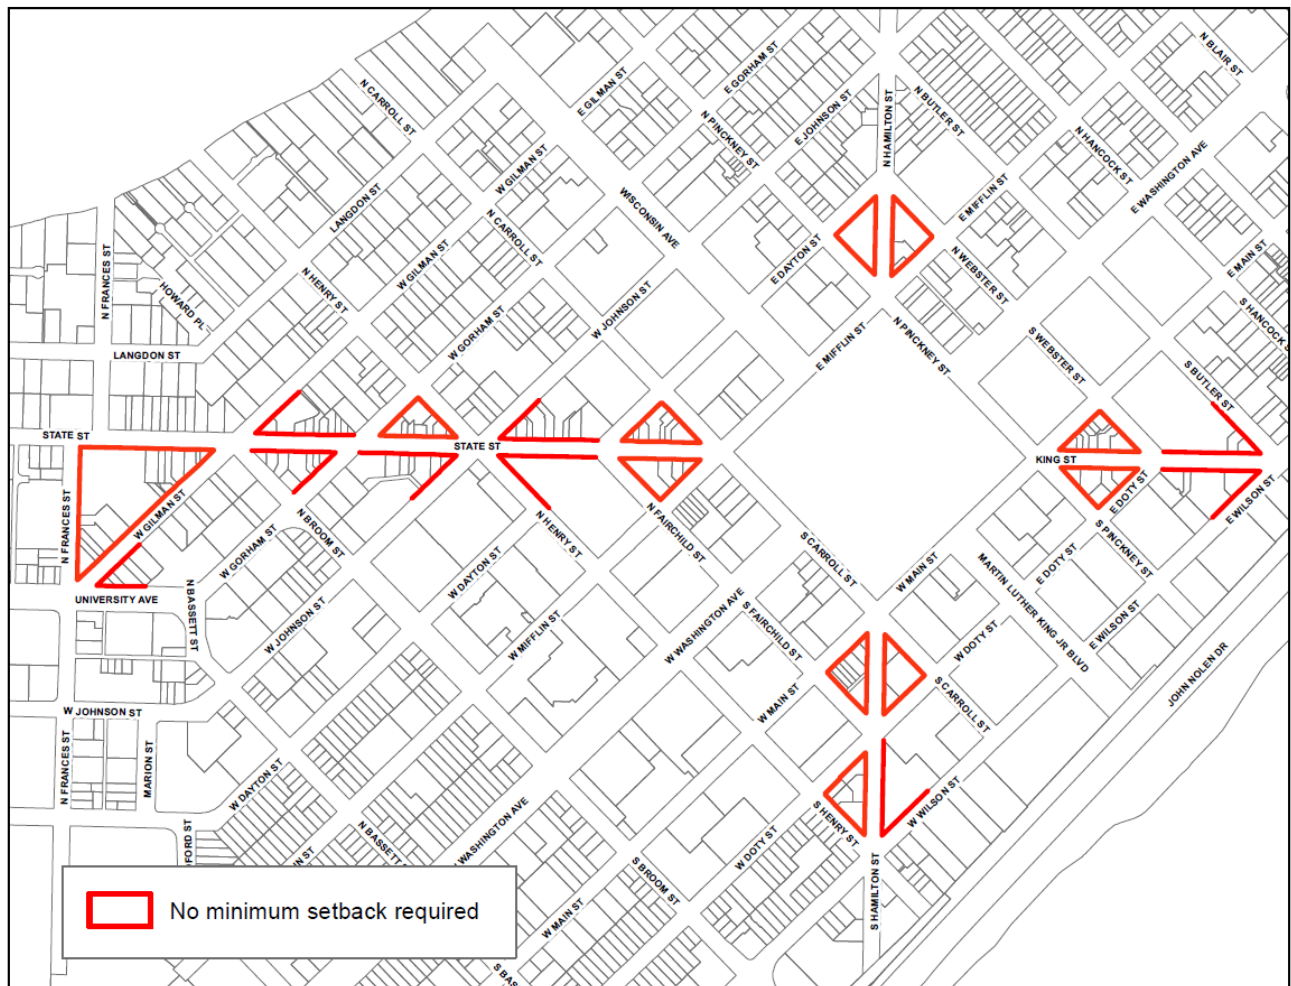 N BLAIR ST
E GORHAM ST
E GILMAN ST
N CARROLL ST
E JOHNSON ST
N HAMILTON ST
N BUTLER ST
N PINCKNEY ST
N HANCOCK ST
E WASHINGTON AVE
W GILMAN ST
LANGDON ST
E MIFFLIN ST
WISCONSIN AVE
N CARROLL ST
N FRANCES ST
W GILMAN ST
E DAYTON ST
N WEBSTER ST
E MAIN ST
N HENRY ST
HOWARD PL
W JOHNSON ST
W GORHAM ST
E MIFFLIN ST
N PINCKNEY ST
S HANCOCK S
S WEBSTER ST
LANGDON ST
S BUTLER ST
STATE ST
STATE ST
KING ST
E DOTY ST
E WILSON ST
N FRANCES ST
W GILMAN ST
N BROOM ST
N HENRY ST
N FAIRCHILD ST
S PINCKNEY ST
W GORHAM ST
S CARROLL ST
E DOTY ST
W DAYTON ST
W MAIN ST
MARTIN LUTHER KING JR BLVD
UNIVERSITY AVE
N BASSETT ST
W JOHNSON ST
W MIFFLIN ST
W WASHINGTON AVE
S FAIRCHILD ST
W DOTY ST
E WILSON ST
JOHN NOLEN DR
W MAIN ST
S CARROLL ST
W JOHNSON ST
N FRANCES ST
MARION ST
W DAYTON ST
W WILSON ST
S HENRY ST
FORD ST
N BASSETT
WASHINGTON AVE
W DOTY ST
IN ST
S BROOM ST
S HAMILTON ST
No minimum setback required
W MAIN ST
S BAS